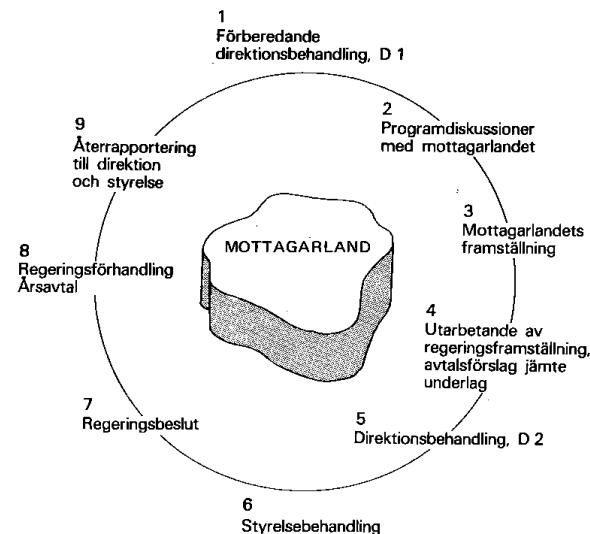 1
Förberedande
direktionsbehandling, D 1
2
Programdiskussioner
med mottagarlandet
3
Mottagarlandets
framställning
4
Utarbetande av
regeringsframställning,
avtalsförslag jämte
underlag
5
Direktionsbehandling, D 2
6
Styrelsebehandling
7
Regeringsbeslut
8
Regeringsförhandling
Årsavtal
9
Återrapportering
till direktion
och styrelse
MOTTAGARLAND